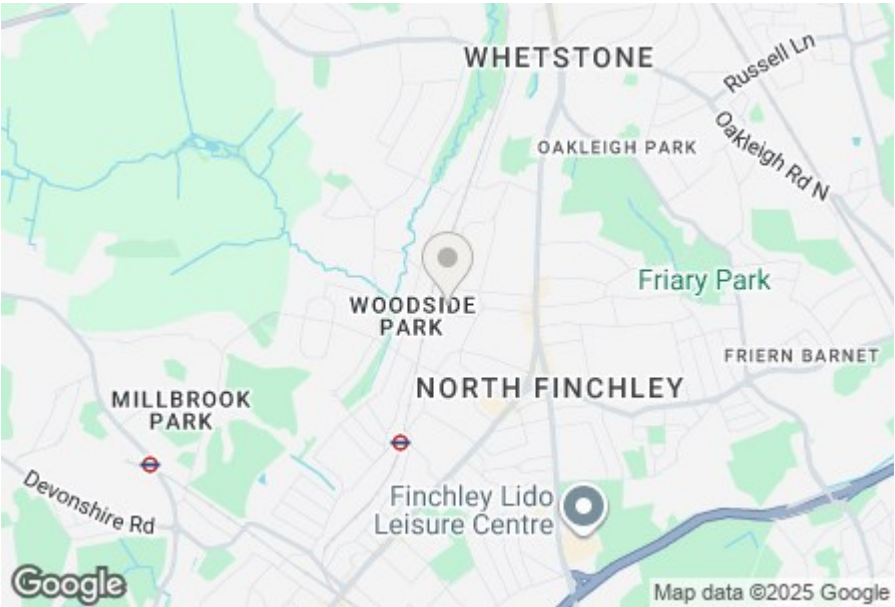 WHETSTONE
Russell Ln
OAKLEIGH PARK
Oakleigh Rd N
Friary Park
WOODSIDE
PARK
FRIERN BARNET
NORTH FINCHLEY
MILLBROOK
PARK
Devonshire Rd
Finchley Lido
Leisure Centre
Google
Map data ©2025 Google